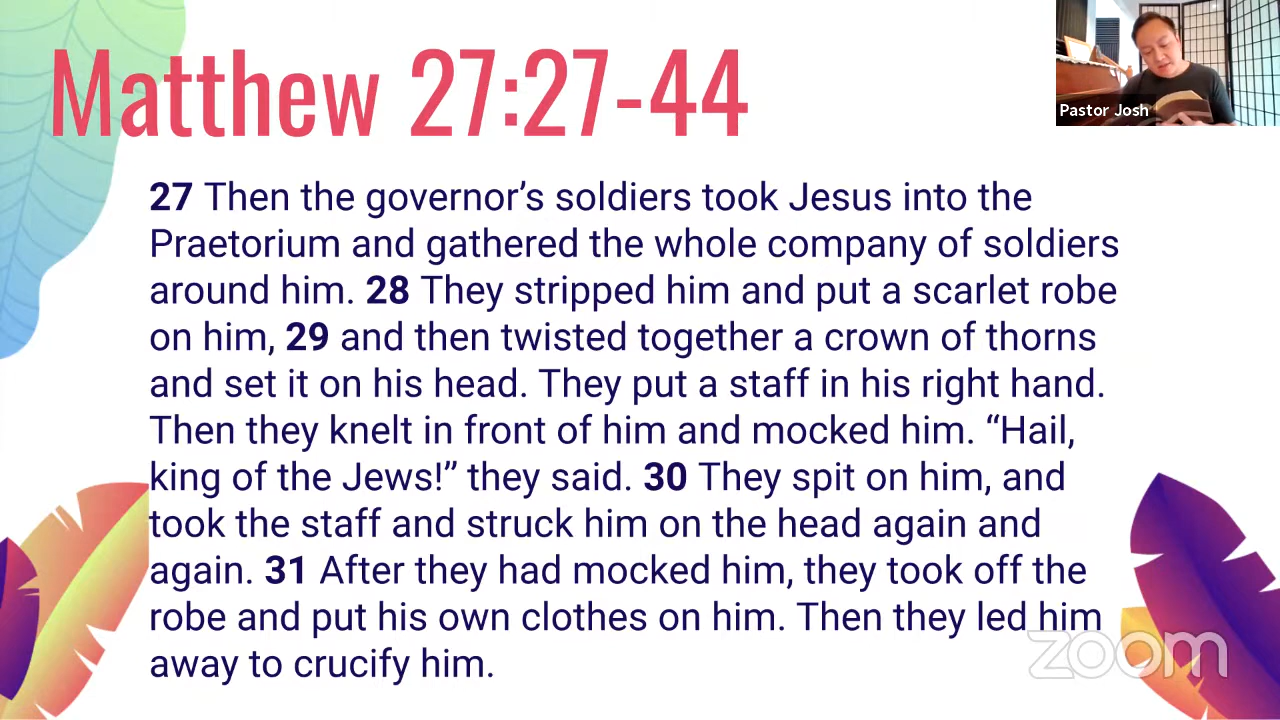 Matthew 27:27-44
Pastor Josh
27 Then the governor’s soldiers took Jesus into the
Praetorium and gathered the whole company of soldiers
around him. 28 They stripped him and put a scarlet robe
on him, 29 and then twisted together a crown of thorns
and set it on his head. They put a staff in his right hand.
Then they knelt in front of him and mocked him. “Hail,
king of the Jews!” they said. 30 They spit on him, and
took the staff and struck him on the head again and
again. 31 After they had mocked him, they took off the
robe and put his own clothes on him. Then they led him
away to crucify him.
zoom